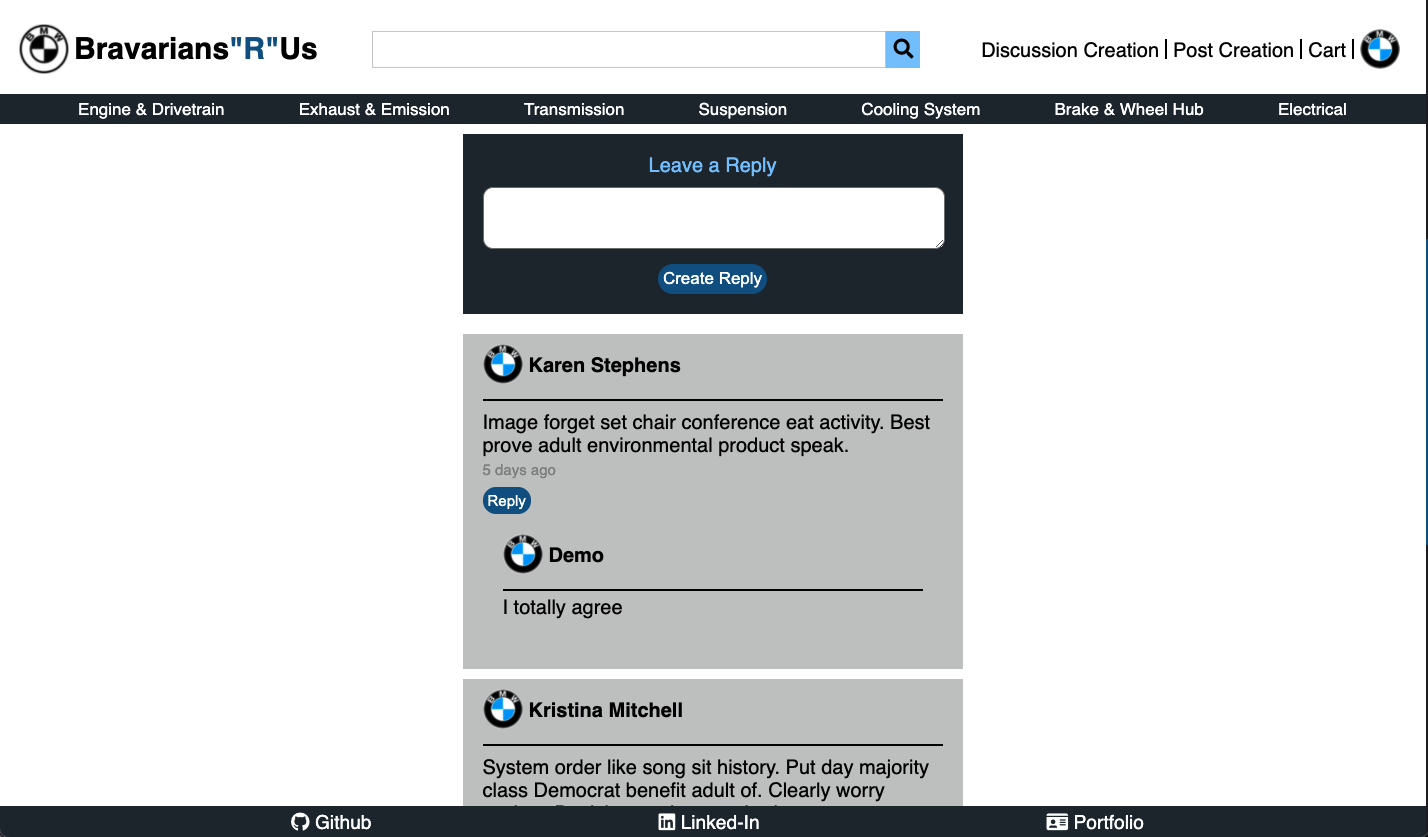 Bravarians"R"Us
Discussion Creation | Post Creation | Cart |
Engine & Drivetrain Exhaust & Emission Transmission Suspension Cooling System Brake & Wheel Hub Electrical
Leave a Reply
Create Reply
BMW Karen Stephens
Image forget set chair conference eat activity. Best
prove adult environmental product speak.
5 days ago
Reply
BMW Demo
I totally agree
BMW Kristina Mitchell
System order like song sit history. Put day majority
class Democrat benefit adult of. Clearly worry
Github Linked-In Portfolio